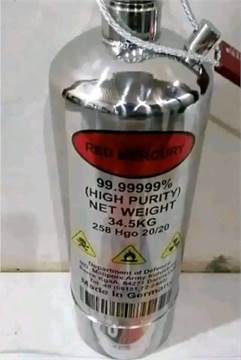 RED MERCURY
99.99999%
(HIGH PURITY)
NET WEIGHT
34.5KG
258 Hgo 20/20
Department of Defence
Made in Germany